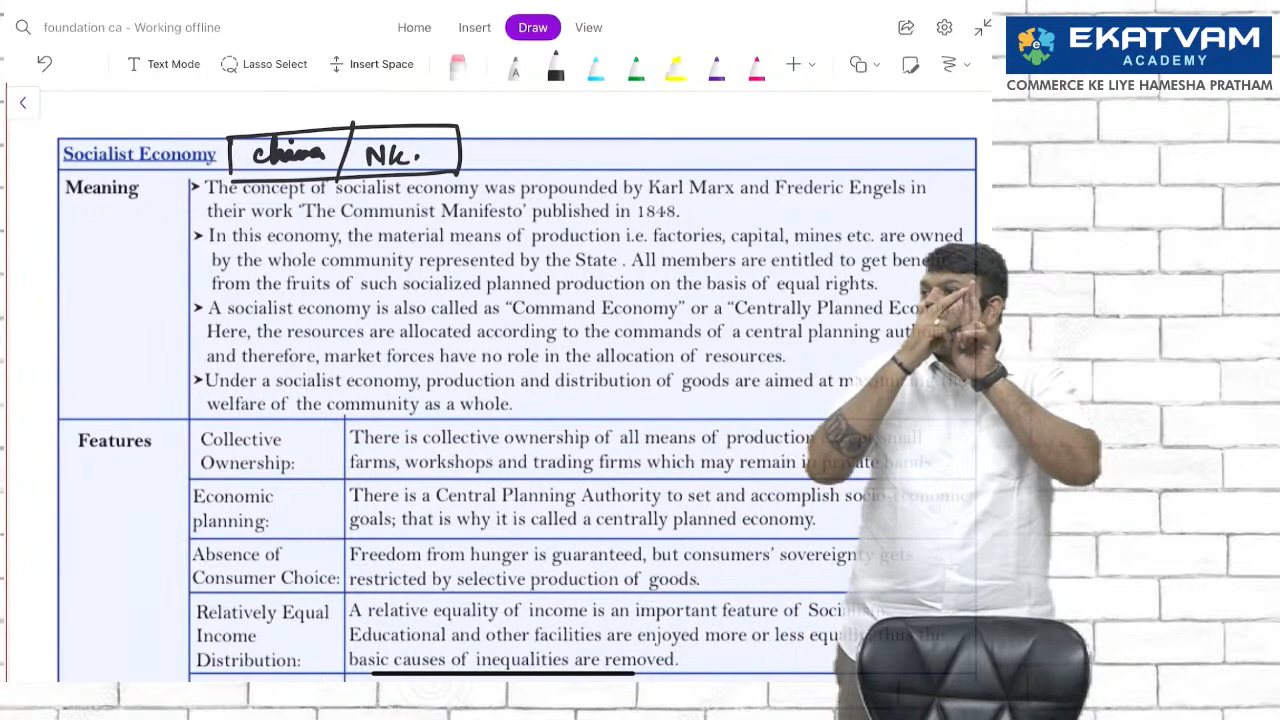 foundation ca - Working offline
Home Insert Draw View
EKATVAM
ACADEMY
COMMERCE KE LIYE HAMESHA PRATHAM
Text Mode Lasso Select Insert Space
Socialist Economy China / NK.
Meaning
➤ The concept of socialist economy was propounded by Karl Marx and Frederic Engels in
their work ‘The Communist Manifesto’ published in 1848.
➤ In this economy, the material means of production i.e. factories, capital, mines etc. are owned
by the whole community represented by the State . All members are entitled to get
from the fruits of such socialized planned production on the basis of equal rights.
➤ A socialist economy is also called as “Command Economy” or a “Centrally Planned
Here, the resources are allocated according to the commands of a central planning
and therefore, market forces have no role in the allocation of resources.
➤ Under a socialist economy, production and distribution of goods are aimed at
welfare of the community as a whole.
Features
Collective
Ownership:
There is collective ownership of all means of production small
farms, workshops and trading firms which may remain in private hands.
Economic
planning:
There is a Central Planning Authority to set and accomplish socio-economic
goals; that is why it is called a centrally planned economy.
Absence of
Consumer Choice:
Freedom from hunger is guaranteed, but consumers’ sovereignty gets
restricted by selective production of goods.
Relatively Equal
Income
Distribution:
A relative equality of income is an important feature of
Educational and other facilities are enjoyed more or less equally; thus the
basic causes of inequalities are removed.